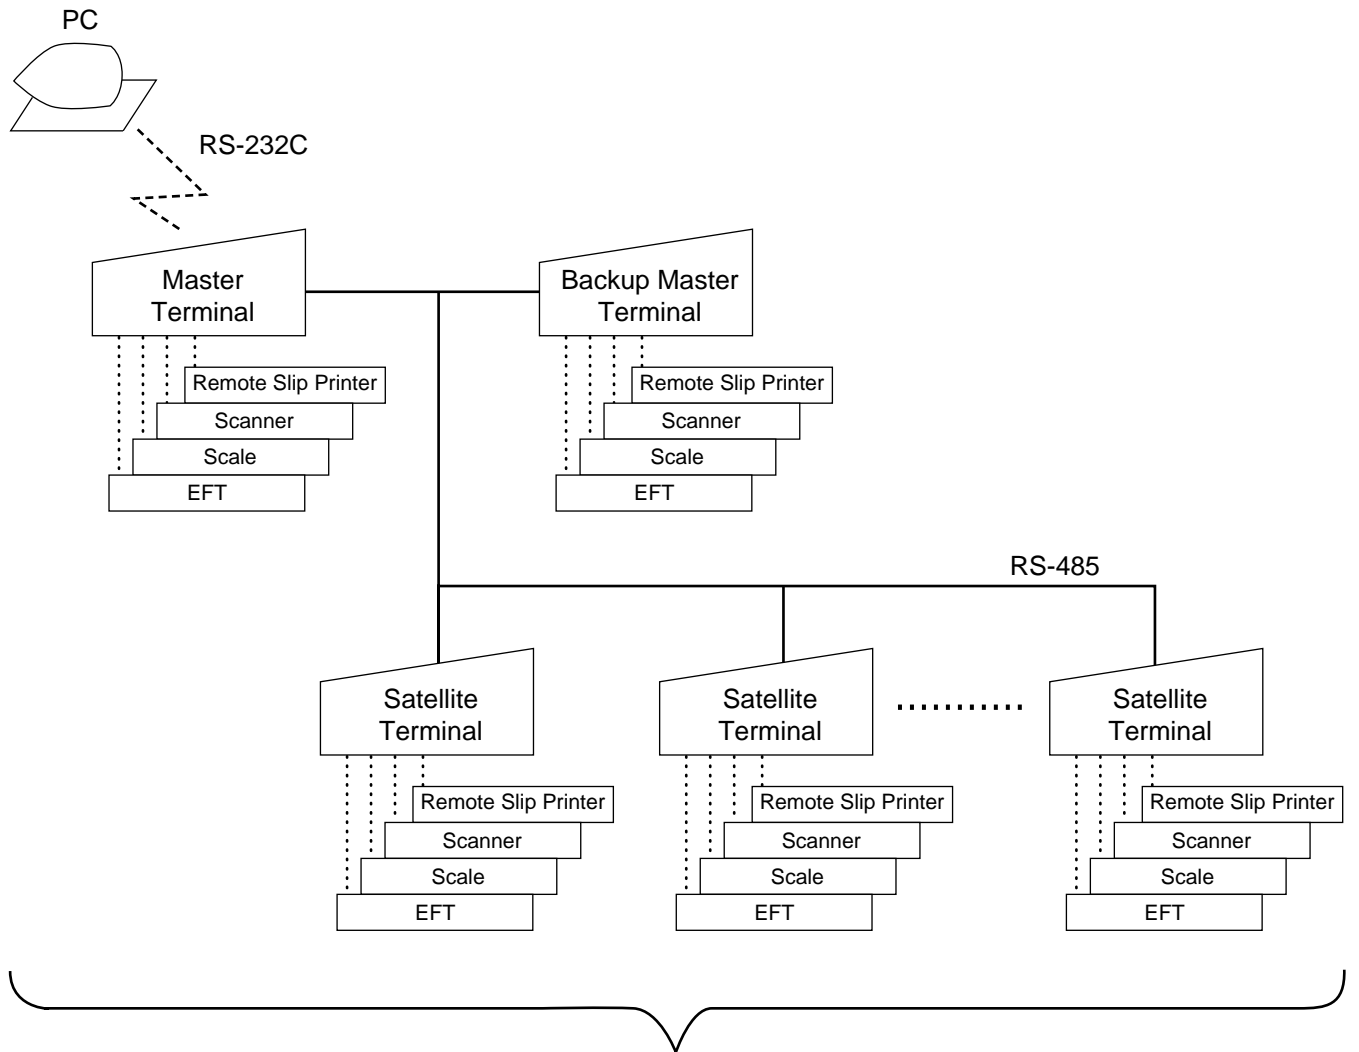 PC
RS-232C
Master
Terminal
Backup Master
Terminal
Remote Slip Printer
Scanner
Scale
EFT
Remote Slip Printer
Scanner
Scale
EFT
RS-485
Satellite
Terminal
Satellite
Terminal
Satellite
Terminal
Remote Slip Printer
Scanner
Scale
EFT
Remote Slip Printer
Scanner
Scale
EFT
Remote Slip Printer
Scanner
Scale
EFT